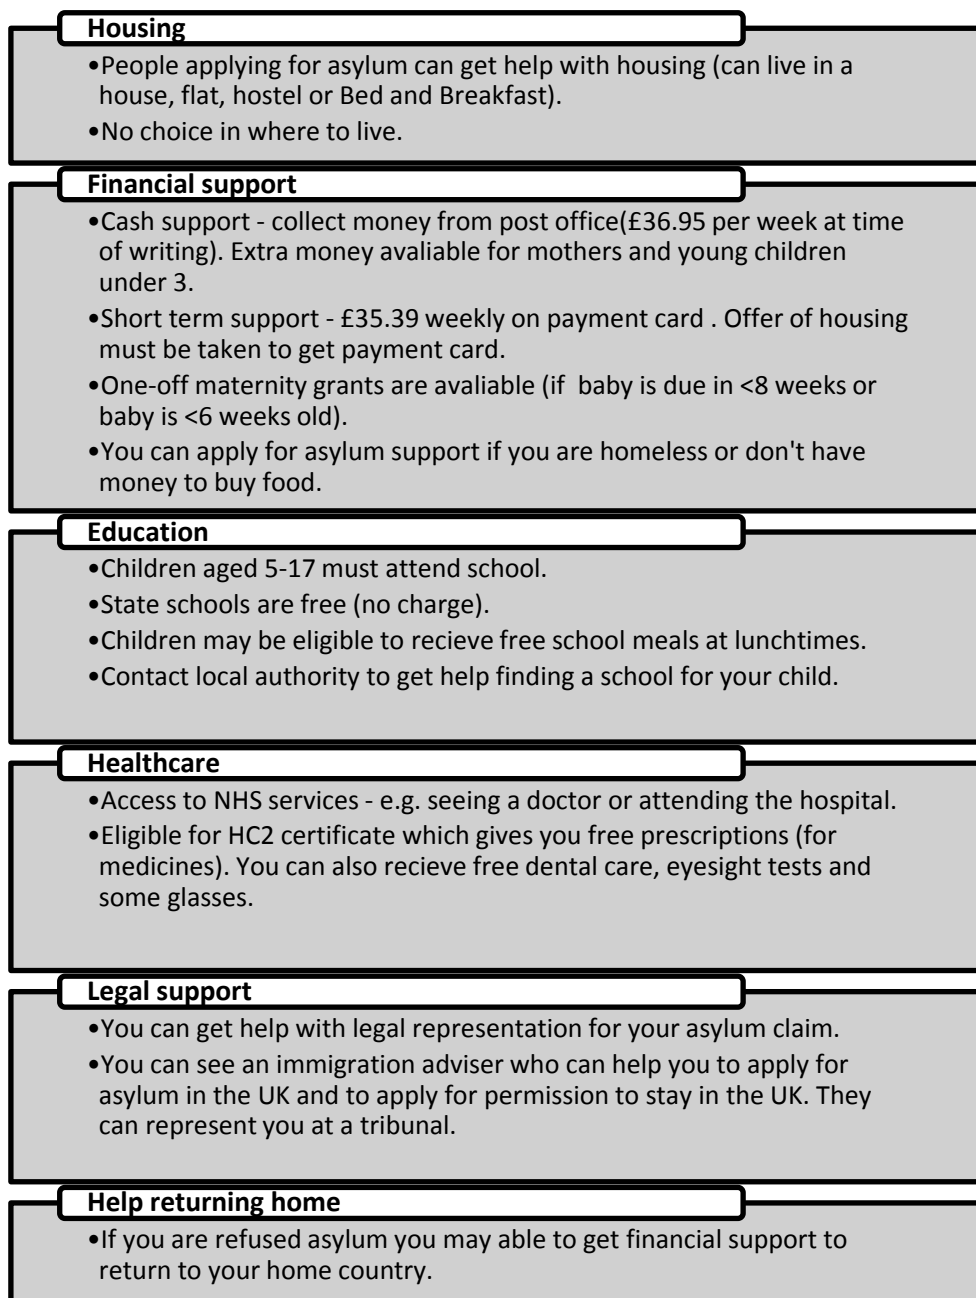 Housing
•People applying for asylum can get help with housing (can live in a
house, flat, hostel or Bed and Breakfast).
•No choice in where to live.
Financial support
•Cash support - collect money from post office(£36.95 per week at time
of writing). Extra money avaliable for mothers and young children
under 3.
•Short term support - £35.39 weekly on payment card . Offer of housing
must be taken to get payment card.
•One-off maternity grants are avaliable (if  baby is due in <8 weeks or
baby is <6 weeks old).
•You can apply for asylum support if you are homeless or don't have
money to buy food.
Education
•Children aged 5-17 must attend school.
•State schools are free (no charge).
•Children may be eligible to recieve free school meals at lunchtimes.
•Contact local authority to get help finding a school for your child.
Healthcare
•Access to NHS services - e.g. seeing a doctor or attending the hospital.
•Eligible for HC2 certificate which gives you free prescriptions (for
medicines). You can also recieve free dental care, eyesight tests and
some glasses.
Legal support
•You can get help with legal representation for your asylum claim.
•You can see an immigration adviser who can help you to apply for
asylum in the UK and to apply for permission to stay in the UK. They
can represent you at a tribunal.
Help returning home
•If you are refused asylum you may able to get financial support to
return to your home country.